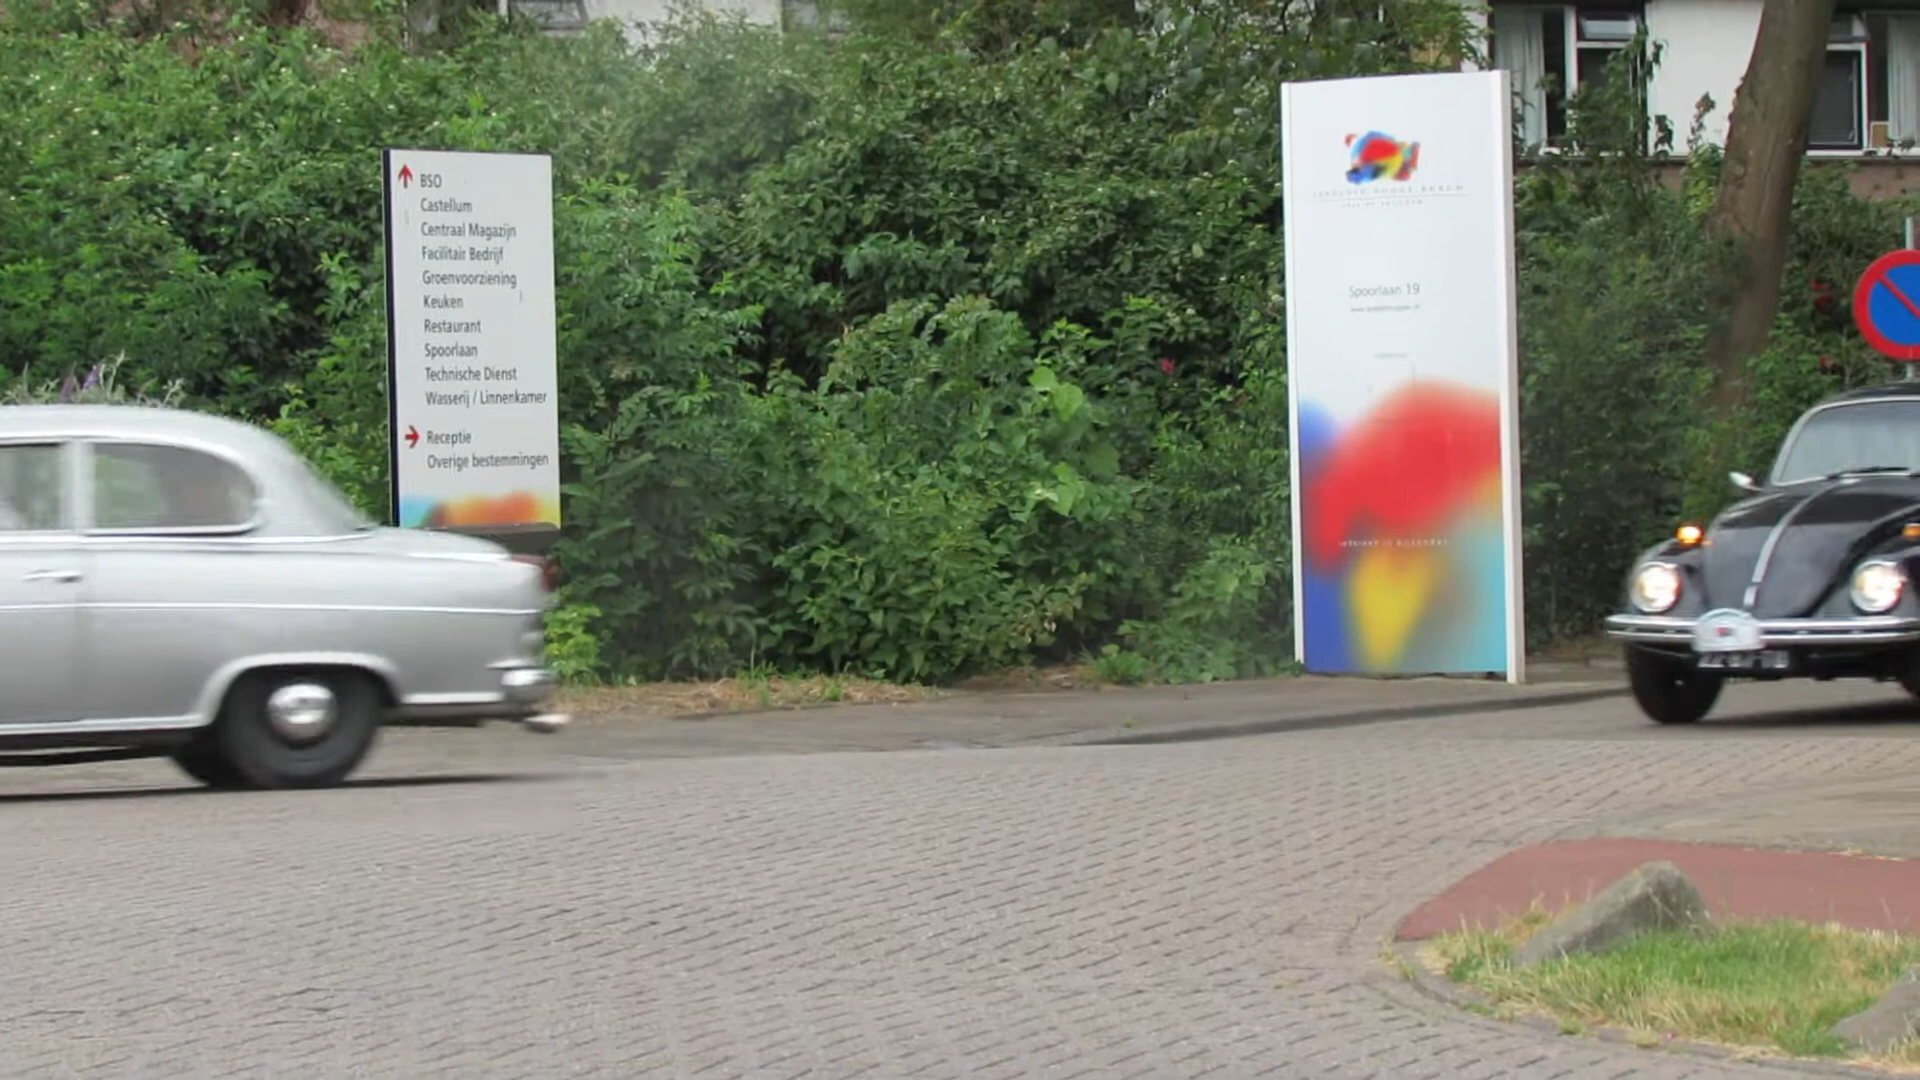 BSO
Castellum
Centraal Magazijn
Facilitair Bedrijf
Groenvoorziening
Keuken
Restaurant
Spoorlaan
Technische Dienst
Wasserij / Linnenkamer
Receptie
Overige bestemmingen
Spoorlaan 19